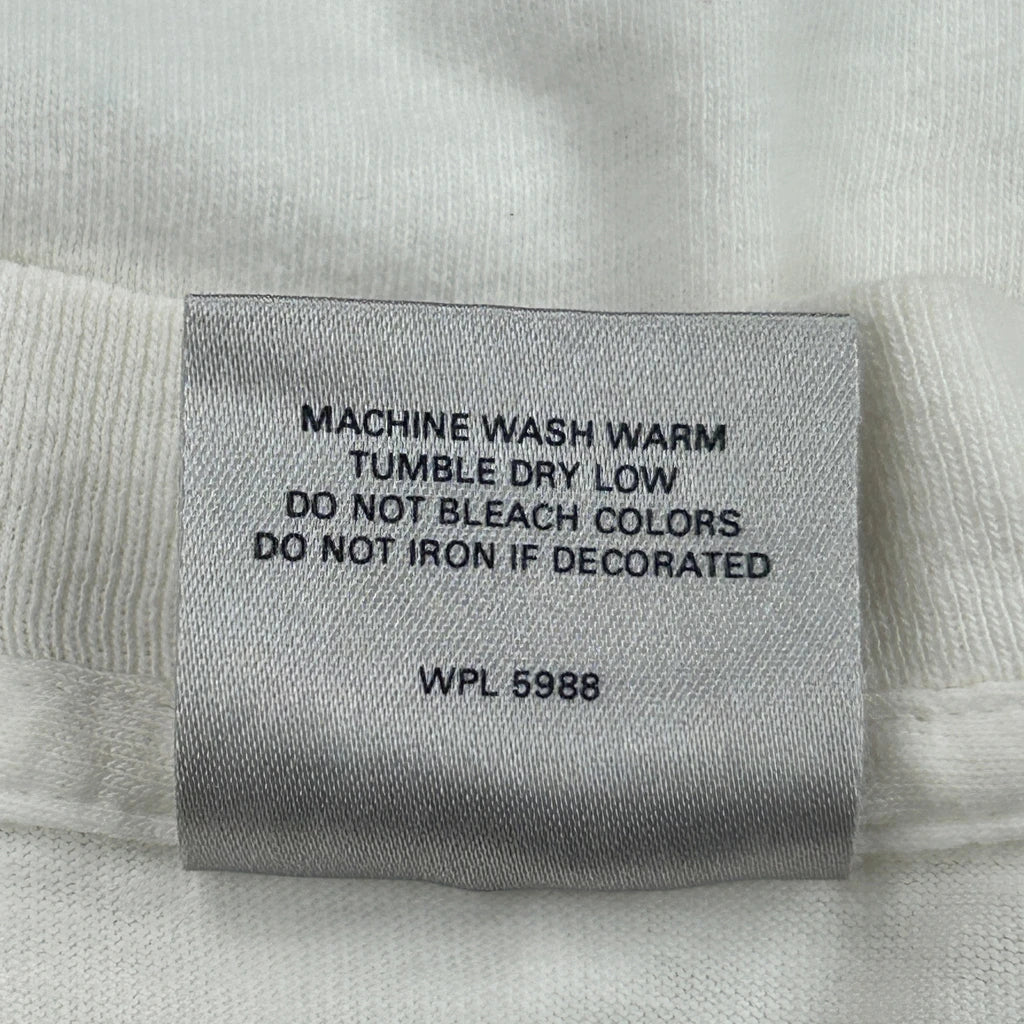 MACHINE WASH WARM
TUMBLE DRY LOW
DO NOT BLEACH COLORS
DO NOT IRON IF DECORATED
WPL 5988